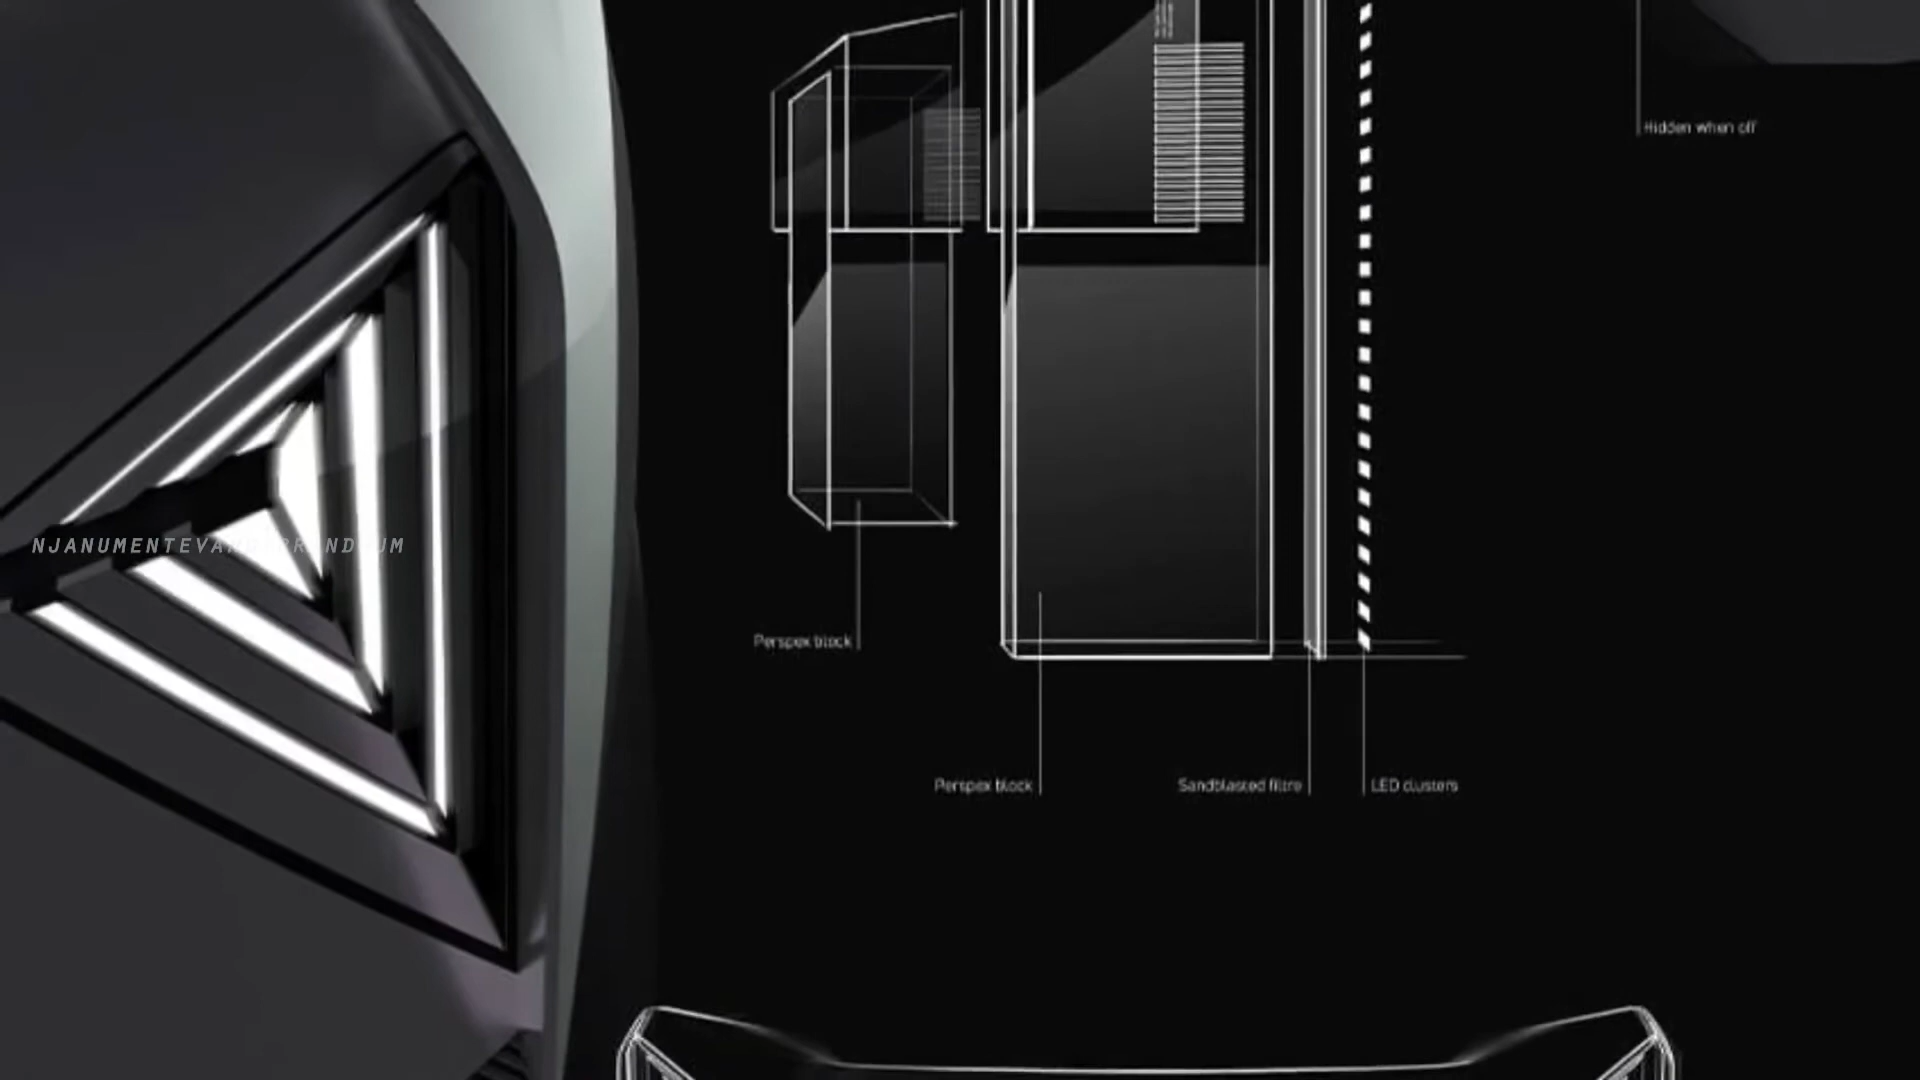 Hidden when off
Perspex block
Perspex block
Sandblasted filtre
LED clusters